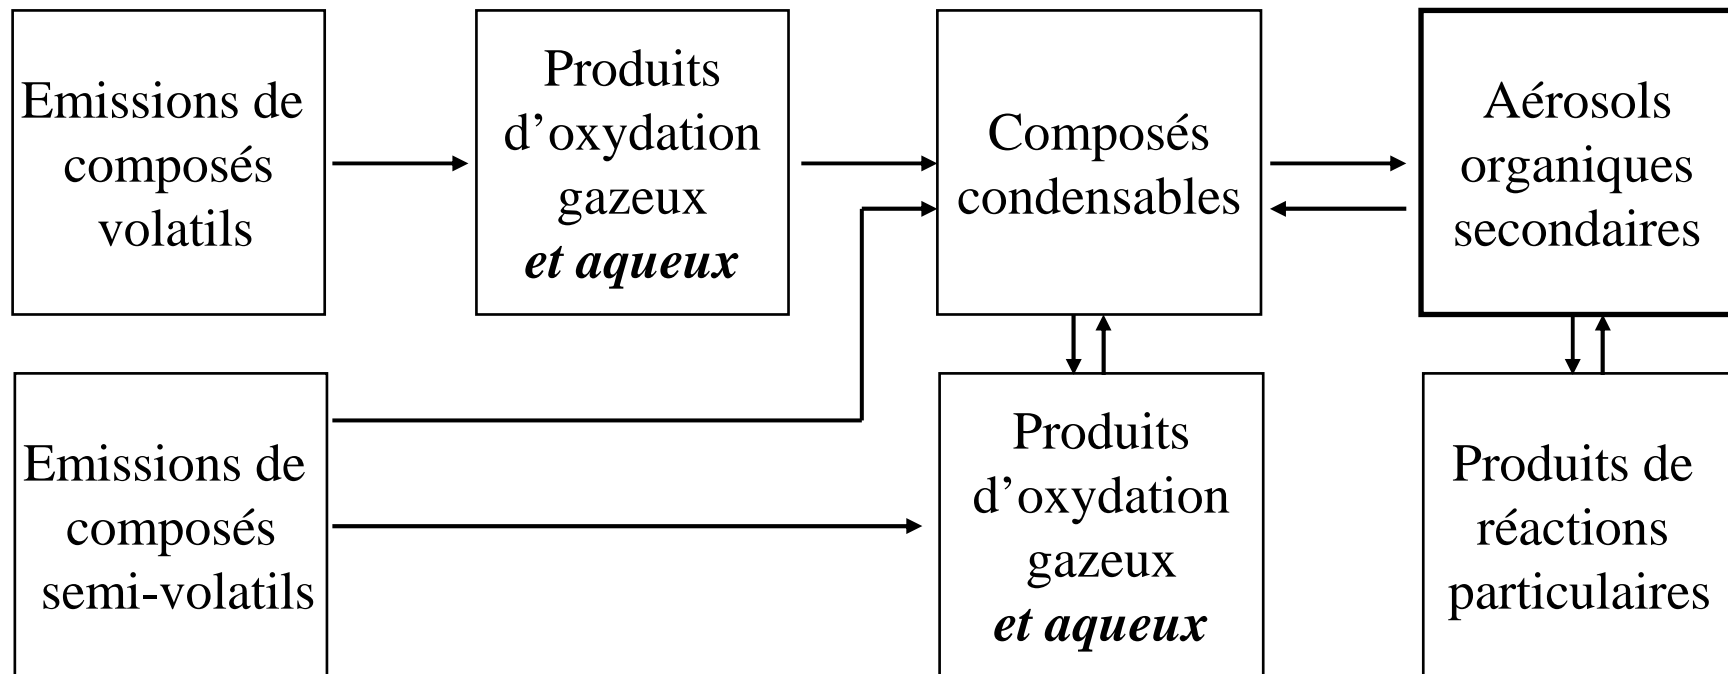 Emissions de
composés
volatils
Produits
d’oxydation
gazeux
et aqueux
Composés
condensables
Aérosols
organiques
secondaires
Emissions de
composés
semi-volatils
Produits
d’oxydation
gazeux
et aqueux
Produits de
réactions
particulaires